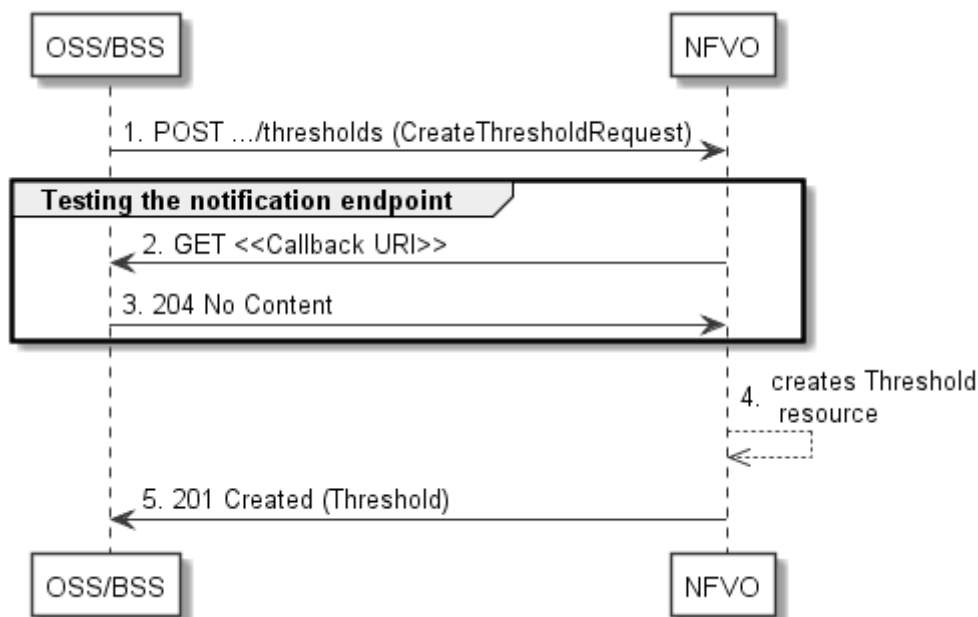 OSS/BSS
NFVO
1. POST .../thresholds (CreateThresholdRequest)
Testing the notification endpoint
2. GET <<Callback URI>>
3. 204 No Content
4. creates Threshold
resource
5. 201 Created (Threshold)
OSS/BSS
NFVO